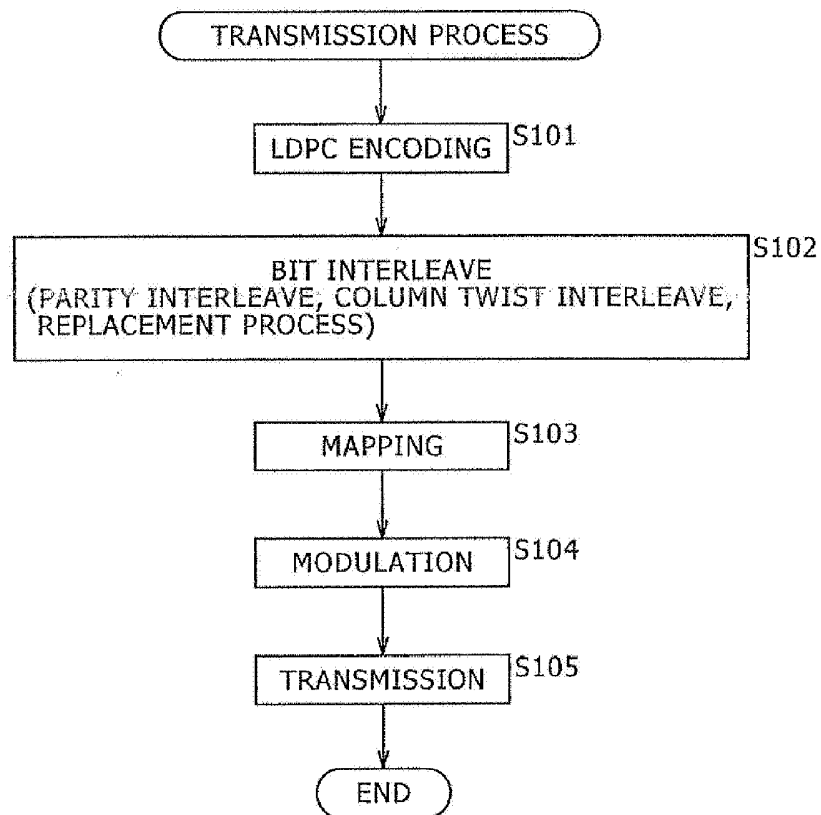 TRANSMISSION PROCESS
LDPC ENCODING
S101
BIT INTERLEAVE
(PARITY INTERLEAVE, COLUMN TWIST INTERLEAVE,
REPLACEMENT PROCESS)
S102
MAPPING
S103
MODULATION
S104
TRANSMISSION
S105
END